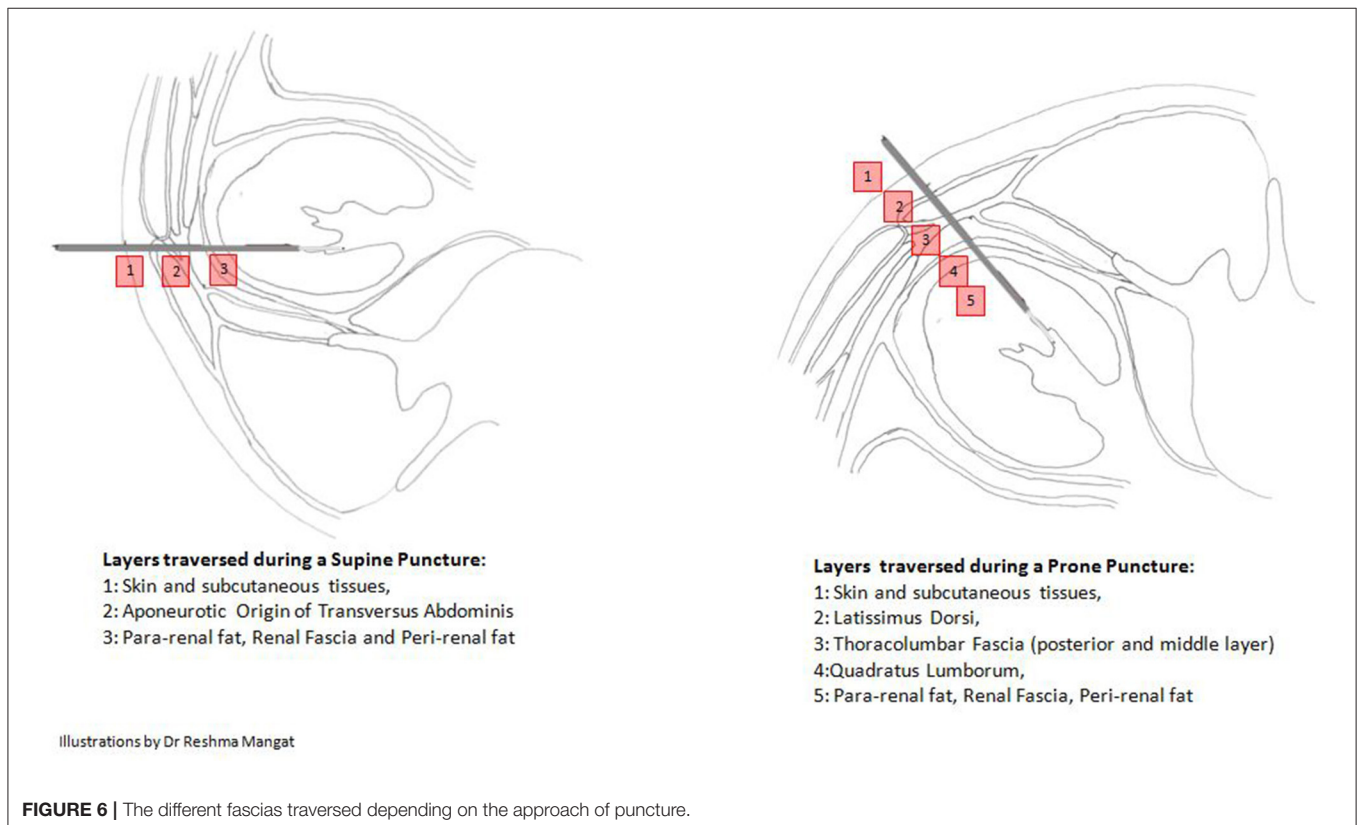 1
2
3
1
2
3
4
5
Layers traversed during a Supine Puncture:
1: Skin and subcutaneous tissues,
2: Aponeurotic Origin of Transversus Abdominis
3: Para-renal fat, Renal Fascia and Peri-renal fat
Layers traversed during a Prone Puncture:
1: Skin and subcutaneous tissues,
2: Latissimus Dorsi,
3: Thoracolumbar Fascia (posterior and middle layer)
4:Quadratus Lumborum,
5: Para-renal fat, Renal Fascia, Peri-renal fat
Illustrations by Dr Reshma Mangat
FIGURE 6 | The different fascias traversed depending on the approach of puncture.